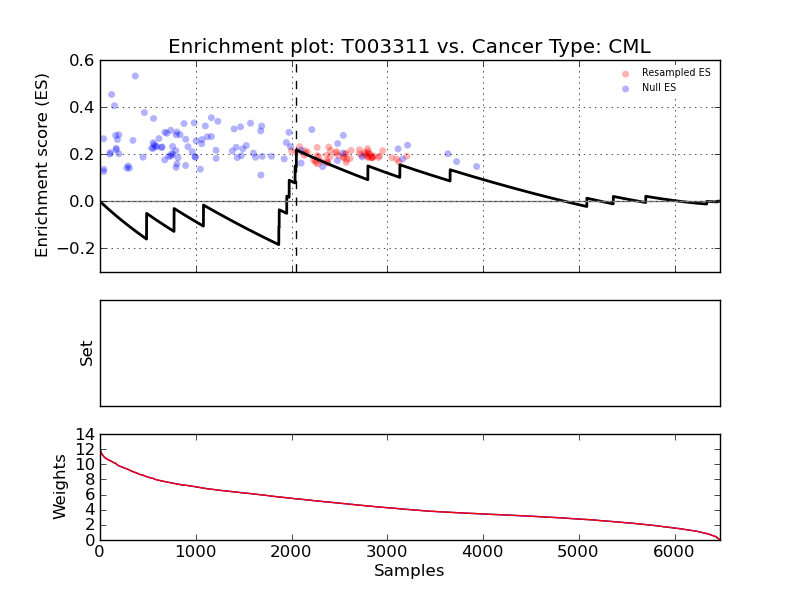 Enrichment plot: T003311 vs. Cancer Type: CML
Enrichment score (ES)
0.6
0.4
0.2
0.0
−0.2
Resampled ES
Null ES
Set
Weights
14
12
10
8
6
4
2
0
0 1000 2000 3000 4000 5000 6000
Samples